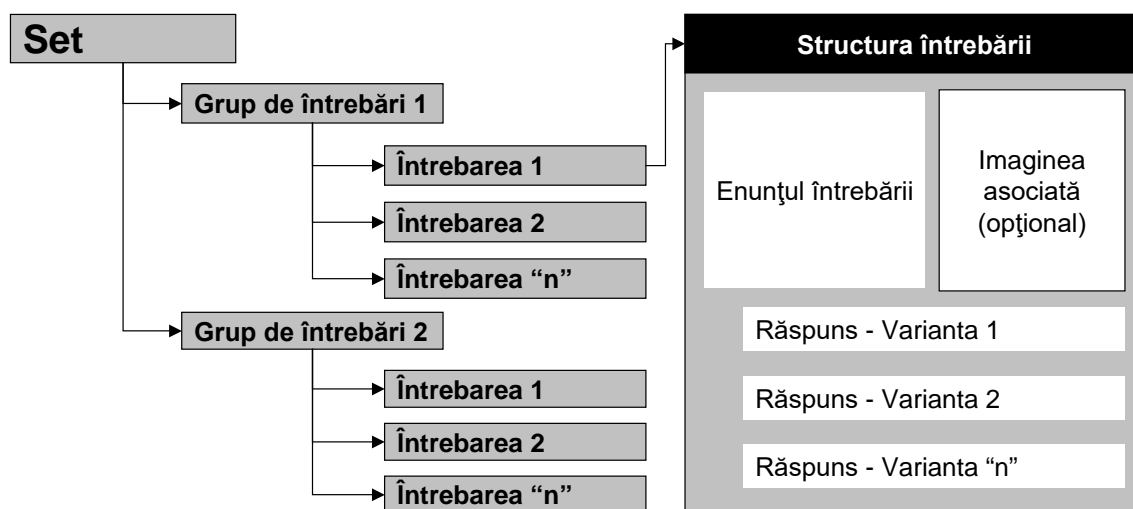 Set
Grup de întrebări 1
Întrebarea 1
Întrebarea 2
Întrebarea “n”
Grup de întrebări 2
Întrebarea 1
Întrebarea 2
Întrebarea “n”
Structura întrebării
Enunţul întrebării
Imaginea
asociată
(opţional)
Răspuns - Varianta 1
Răspuns - Varianta 2
Răspuns - Varianta “n”